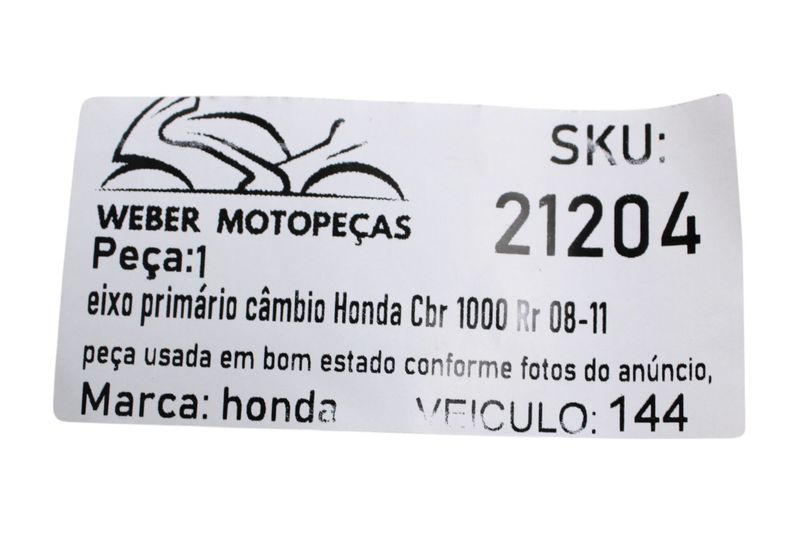 WEBER MOTOPEÇAS
SKU:
21204
Peça:1
eixo primário câmbio Honda Cbr 1000 Rr 08-11
peça usada em bom estado conforme fotos do anúncio,
Marca: honda
VEICULO: 144